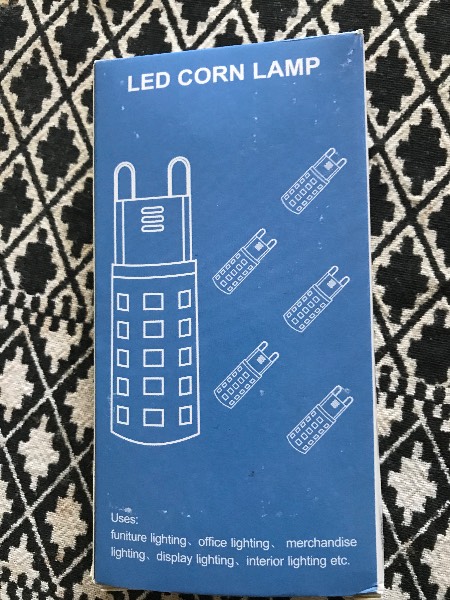 LED CORN LAMP
Uses:
funiture lighting、office lighting、 merchandise
lighting、display lighting、interior lighting etc.